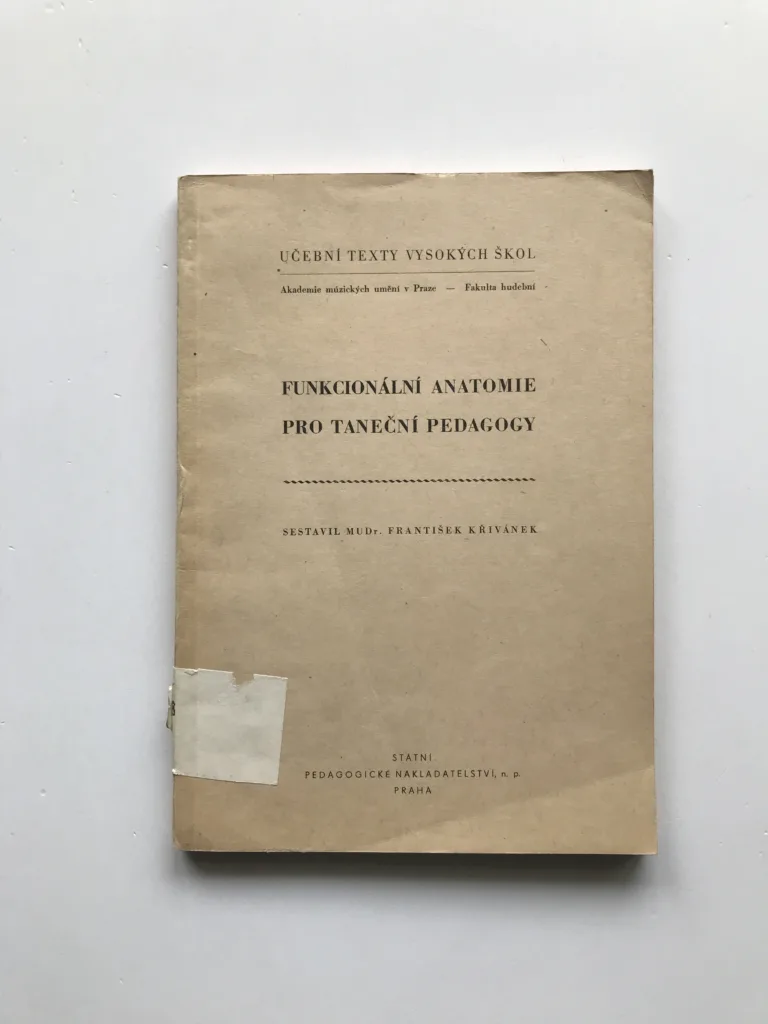 UČEBNÍ TEXTY VYSOKÝCH ŠKOL
Akademie múzických umění v Praze — Fakulta hudební
FUNKCIONÁLNÍ ANATOMIE
PRO TANEČNÍ PEDAGOGY
SESTAVIL MUDr. FRANTIŠEK KŘIVÁNEK
STÁTNÍ
PEDAGOGICKÉ NAKLADATELSTVÍ, n. p.
PRAHA